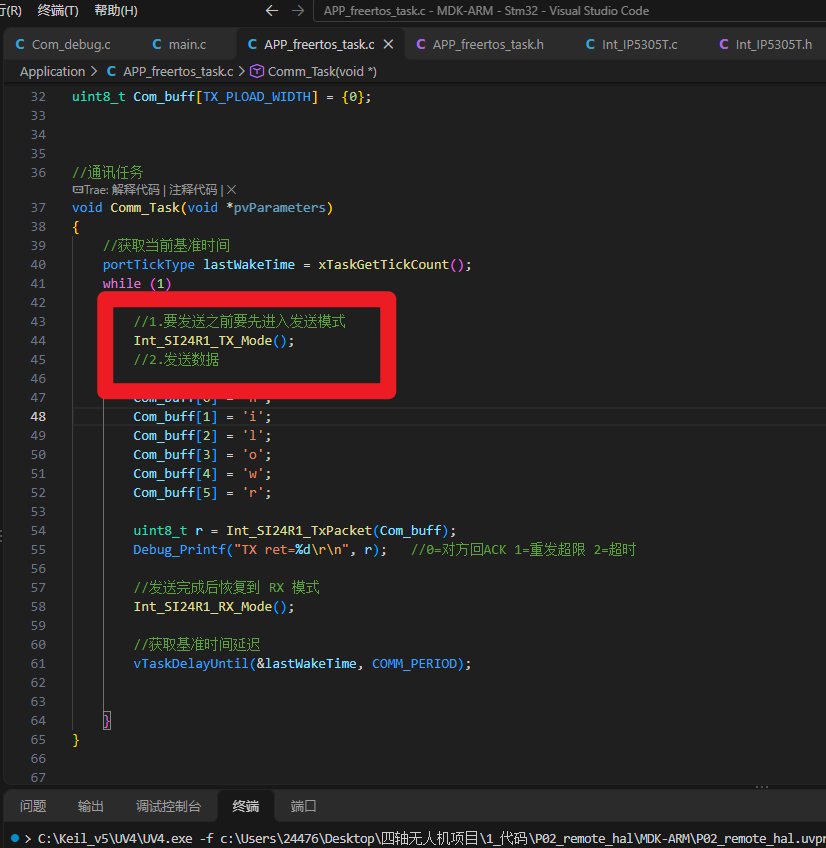 行(R) 终端(T) 帮助(H) ← → APP_freertos_task.c - MDK-ARM - Stm32 - Visual Studio Code
C Com_debug.c C main.c C APP_freertos_task.c × C APP_freertos_task.h C Int_IP5305T.c C Int_IP5305T.h
Application > C APP_freertos_task.c > Comm_Task(void *)
32 uint8_t Com_buff[TX_PLOAD_WIDTH] = {0};
33
34
35
36 //通讯任务
Trae: 解释代码 | 注释代码 | ×
37 void Comm_Task(void *pvParameters)
38 {
39 //获取当前基准时间
40 portTickType lastWakeTime = xTaskGetTickCount();
41 while (1)
42
43 //1.要发送之前要先进入发送模式
44 Int_SI24R1_TX_Mode();
45 //2.发送数据
46
47
48 Com_buff[1] = 'i';
49 Com_buff[2] = 'l';
50 Com_buff[3] = 'o';
51 Com_buff[4] = 'w';
52 Com_buff[5] = 'r';
53
54 uint8_t r = Int_SI24R1_TxPacket(Com_buff);
55 Debug_Printf("TX ret=%d\r\n", r); //0=对方回ACK 1=重发超限 2=超时
56
57 //发送完成后恢复到 RX 模式
58 Int_SI24R1_RX_Mode();
59
60 //获取基准时间延迟
61 vTaskDelayUntil(&lastWakeTime, COMM_PERIOD);
62
63
64 }
65 }
66
67
问题 输出 调试控制台 终端 端口
> C:\Keil_v5\UV4\UV4.exe -f c:\Users\24476\Desktop\四轴无人机项目\1_代码\P02_remote_hal\MDK-ARM\P02_remote_hal.uvpr